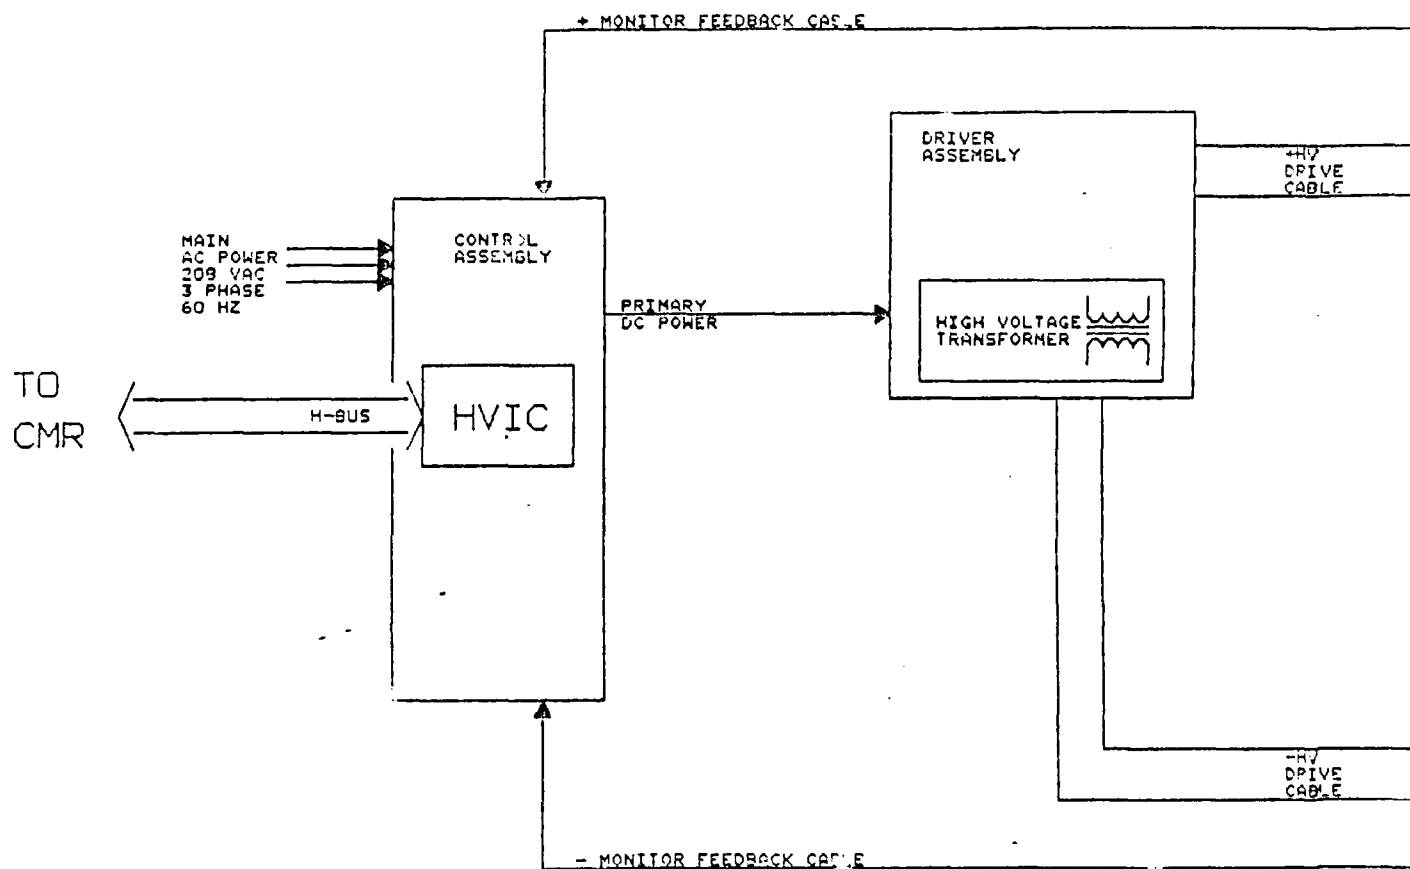 + MONITOR FEEDBACK CABLE
DRIVER
ASSEMBLY
+HV
DRIVE
CABLE
MAIN
AC POWER
208 VAC
3 PHASE
60 HZ
CONTROL
ASSEMBLY
PRIMARY
DC POWER
HIGH VOLTAGE
TRANSFORMER
TO
CMR
H-BUS
HVIC
-HV
DRIVE
CABLE
- MONITOR FEEDBACK CABLE